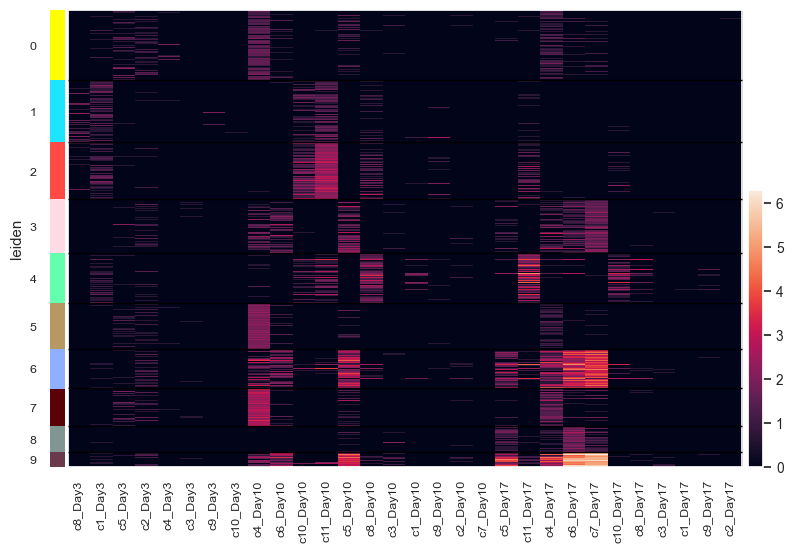 leiden
0
1
2
3
4
5
6
7
8
9
6
5
4
3
2
1
0
c8_Day3
c1_Day3
c5_Day3
c2_Day3
c4_Day3
c3_Day3
c9_Day3
c10_Day3
c4_Day10
c6_Day10
c10_Day10
c11_Day10
c5_Day10
c8_Day10
c3_Day10
c1_Day10
c9_Day10
c2_Day10
c7_Day10
c5_Day17
c11_Day17
c4_Day17
c6_Day17
c7_Day17
c10_Day17
c8_Day17
c3_Day17
c1_Day17
c9_Day17
c2_Day17